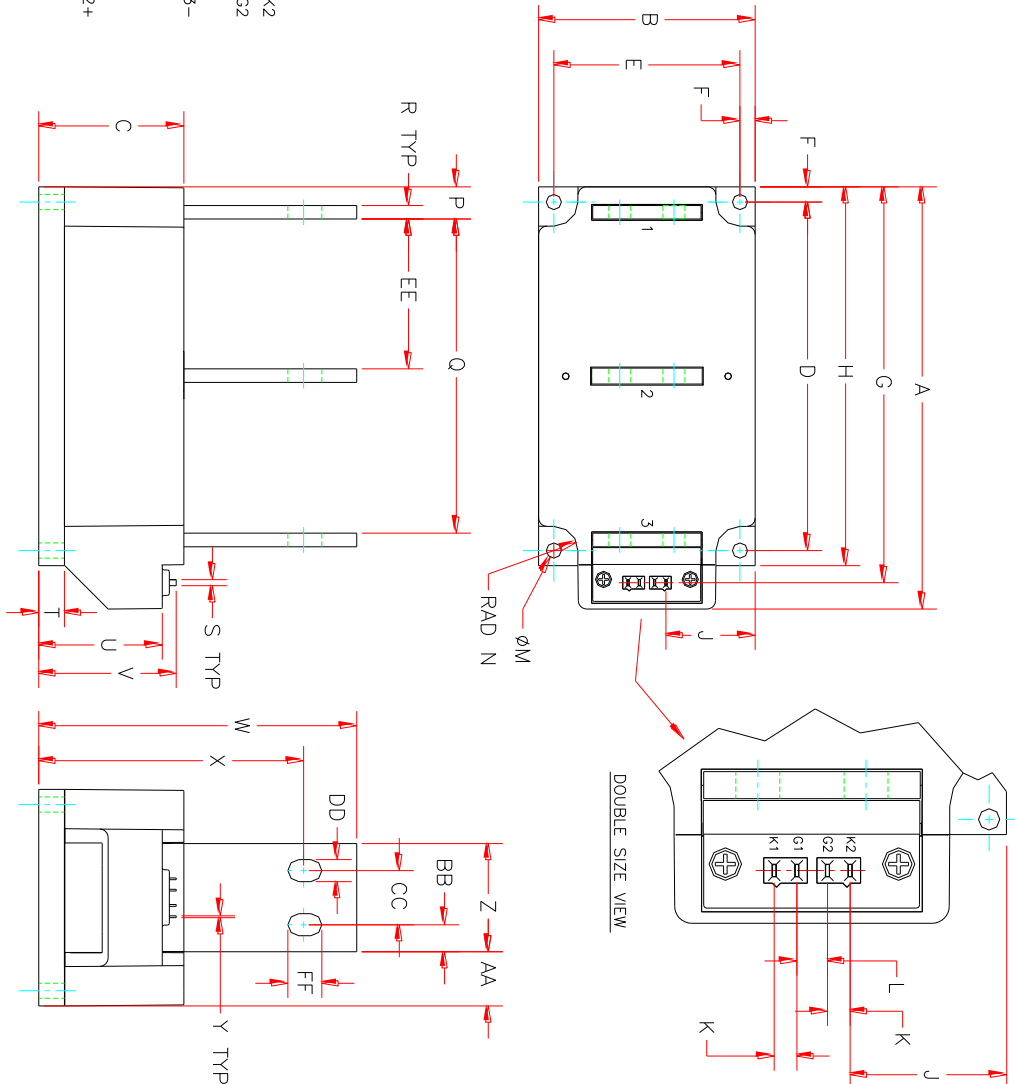 K2
G2
3-
2+
B
E
F
F
D
H
G
A
1
2
3
J
RAD N
ØM
C
R TYP
P
EE
Q
T
U
V
S TYP
W
X
DD
CC
BB
Z
AA
FF
Y TYP
DOUBLE SIZE VIEW
K1
G1
G2
K2
L
K
K
J